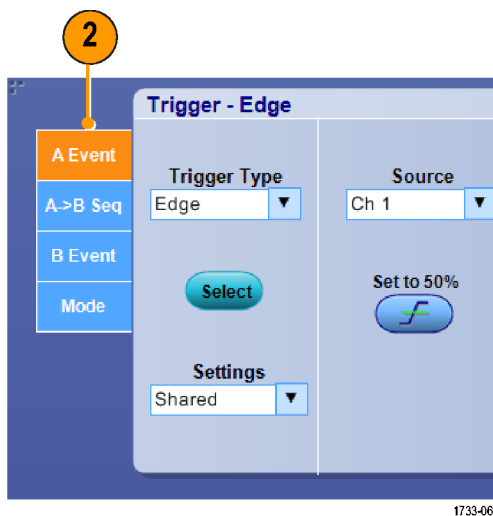 2
Trigger - Edge
A Event
A->B Seq
B Event
Mode
Trigger Type
Edge
Select
Settings
Shared
Source
Ch 1
Set to 50%
1733-06